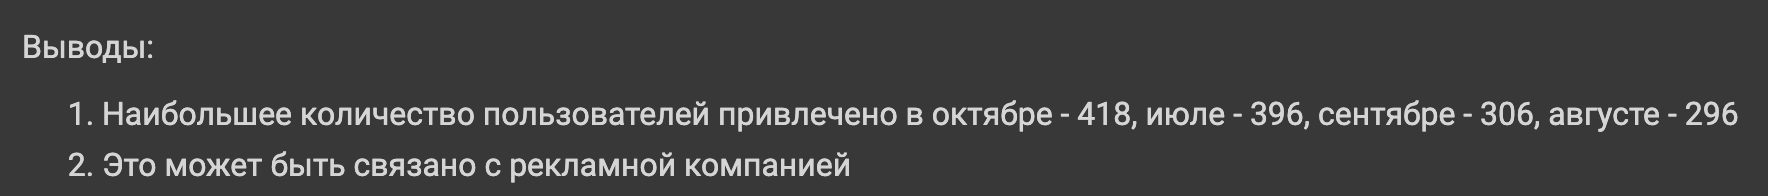 Выводы:
1. Наибольшее количество пользователей привлечено в октябре - 418, июле - 396, сентябре - 306, августе - 296
2. Это может быть связано с рекламной компанией